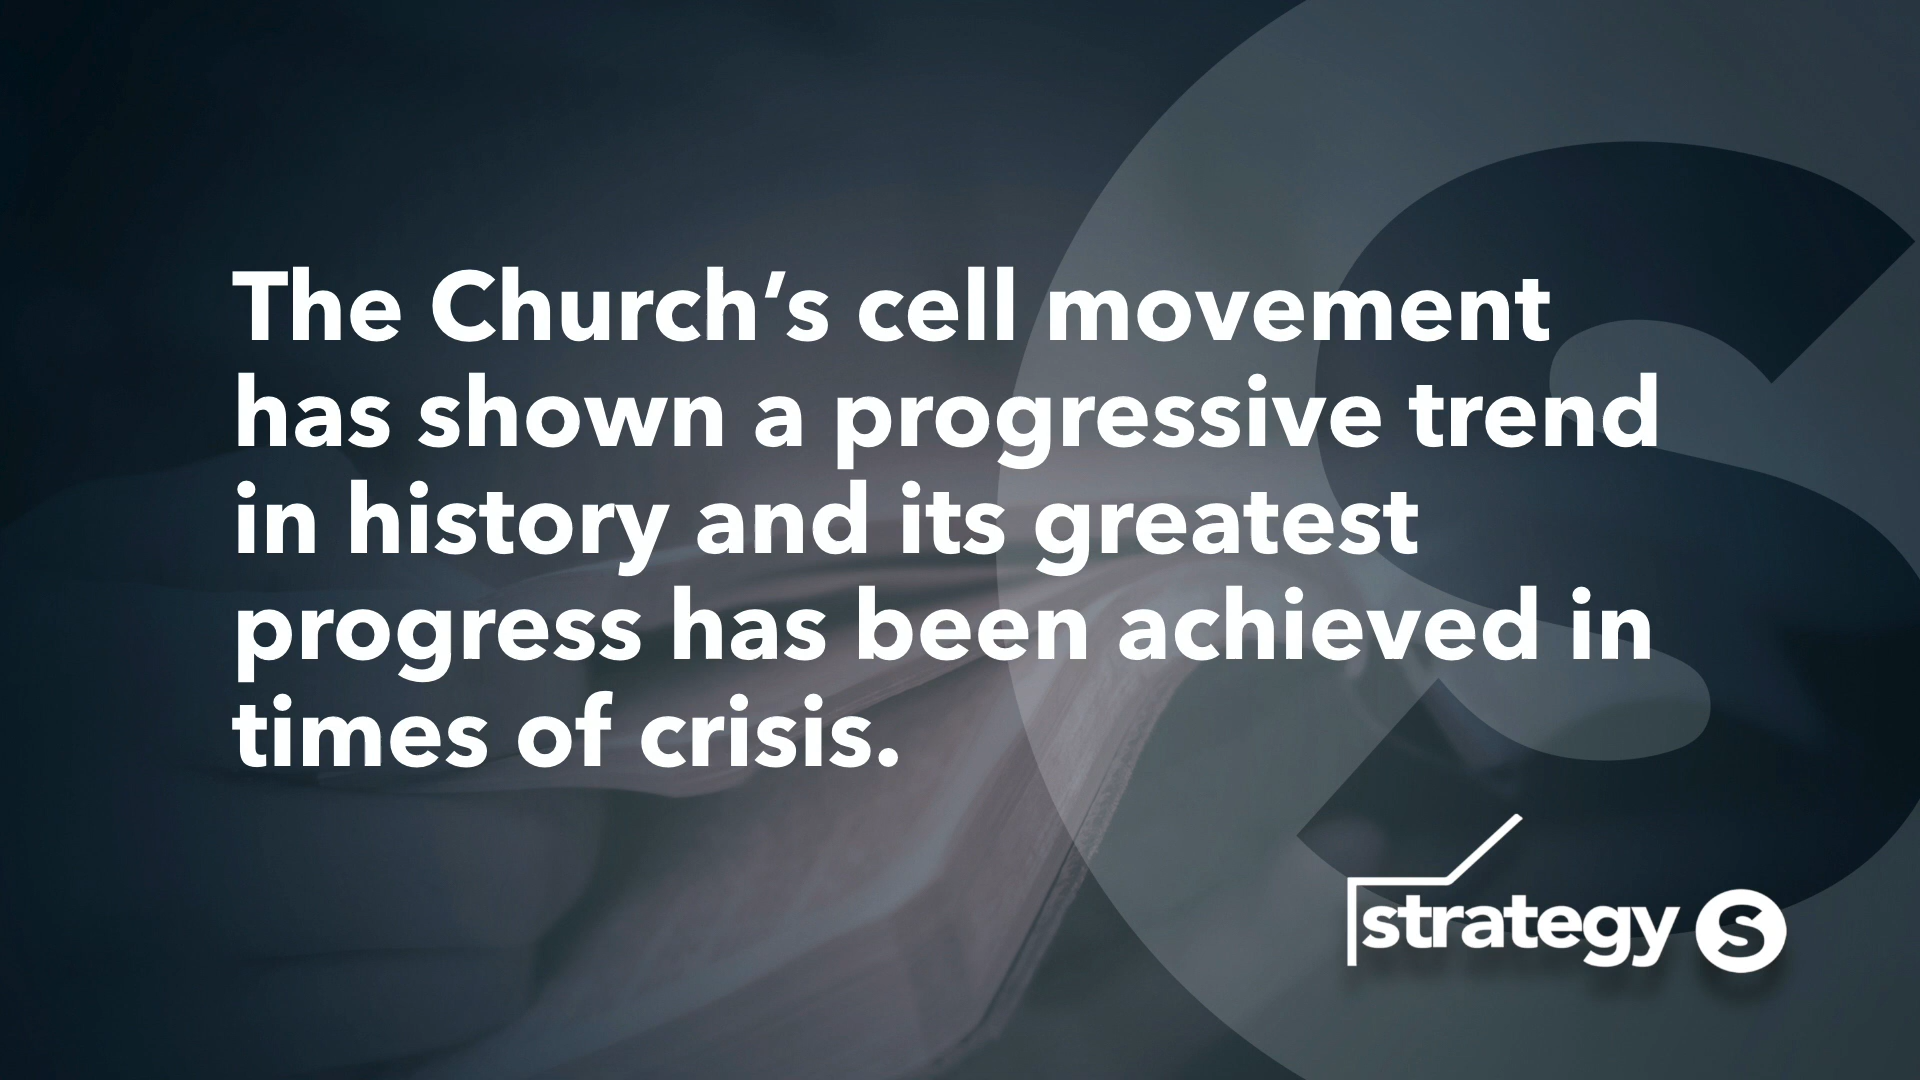 The Church’s cell movement
has shown a progressive trend
in history and its greatest
progress has been achieved in
times of crisis.
strategy S